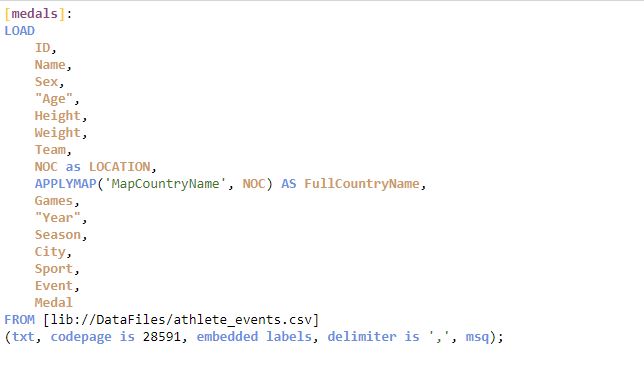 [medals]:
LOAD
    ID,
    Name,
    Sex,
    "Age",
    Height,
    Weight,
    Team,
    NOC as LOCATION,
    APPLYMAP('MapCountryName', NOC) AS FullCountryName,
    Games,
    "Year",
    Season,
    City,
    Sport,
    Event,
    Medal
FROM [lib://DataFiles/athlete_events.csv]
(txt, codepage is 28591, embedded labels, delimiter is ',', msq);